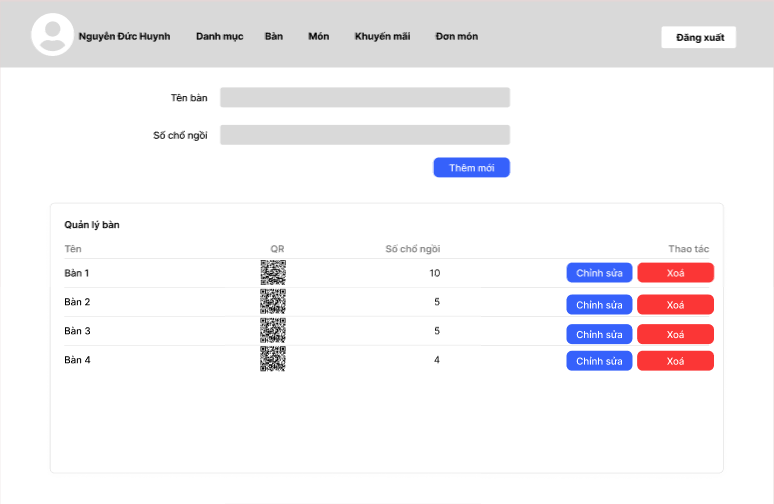 Nguyễn Đức Huynh Danh mục Bàn Món Khuyến mãi Đơn món Đăng xuất
Tên bàn
Số chổ ngồi
Thêm mới
Quản lý bàn
Tên QR Số chổ ngồi Thao tác
Bàn 1 10 Chỉnh sửa Xoá
Bàn 2 5 Chỉnh sửa Xoá
Bàn 3 5 Chỉnh sửa Xoá
Bàn 4 4 Chỉnh sửa Xoá